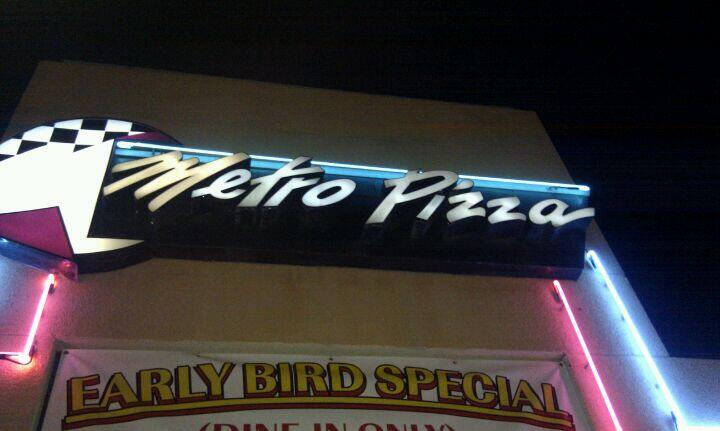 Metro Pizza
EARLY BIRD SPECIAL
(DINE IN ONLY)